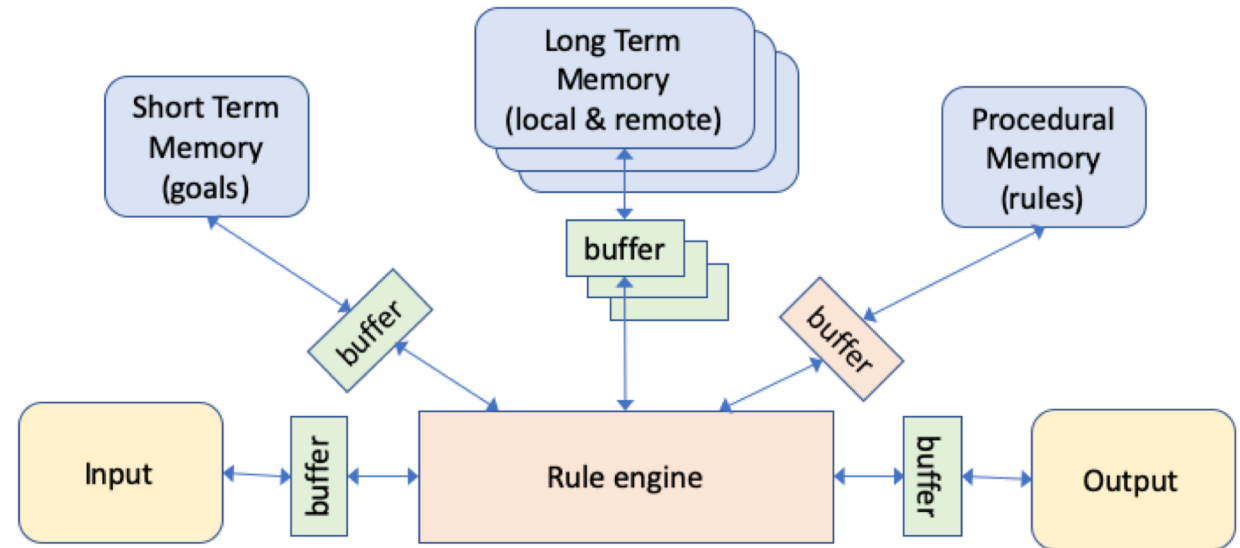 Long Term
Memory
(local & remote)
Short Term
Memory
(goals)
Procedural
Memory
(rules)
buffer
buffer
buffer
Input
buffer
Rule engine
buffer
Output